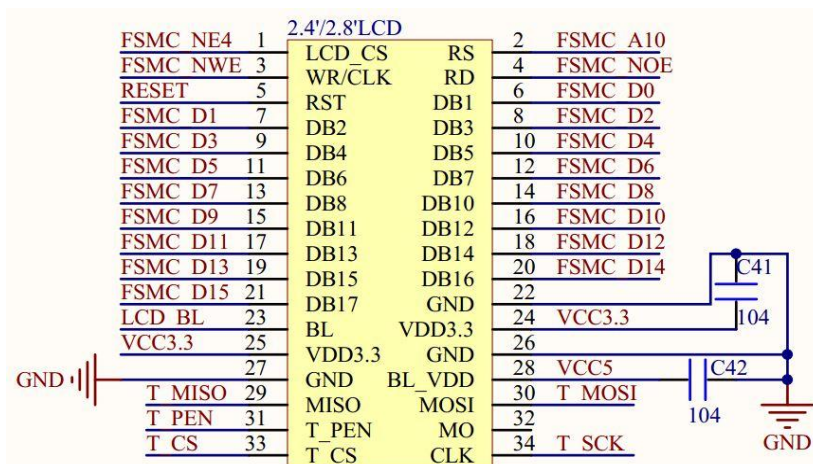 2.4'/2.8'LCD
FSMC_NE4 1 LCD_CS RS 2 FSMC_A10
FSMC_NWE 3 WR/CLK RD 4 FSMC_NOE
RESET 5 RST DB1 6 FSMC_D0
FSMC_D1 7 DB2 DB3 8 FSMC_D2
FSMC_D3 9 DB4 DB5 10 FSMC_D4
FSMC_D5 11 DB6 DB7 12 FSMC_D6
FSMC_D7 13 DB8 DB10 14 FSMC_D8
FSMC_D9 15 DB11 DB12 16 FSMC_D10
FSMC_D11 17 DB13 DB14 18 FSMC_D12
FSMC_D13 19 DB15 DB16 20 FSMC_D14 C41
FSMC_D15 21 DB17 GND 22
LCD_BL 23 BL VDD3.3 24 VCC3.3 104
VCC3.3 25 VDD3.3 GND 26
GND 27 GND BL_VDD 28 VCC5 C42
T_MISO 29 MISO MOSI 30 T_MOSI 104
T_PEN 31 T_PEN MO 32 GND
T_CS 33 T_CS CLK 34 T_SCK